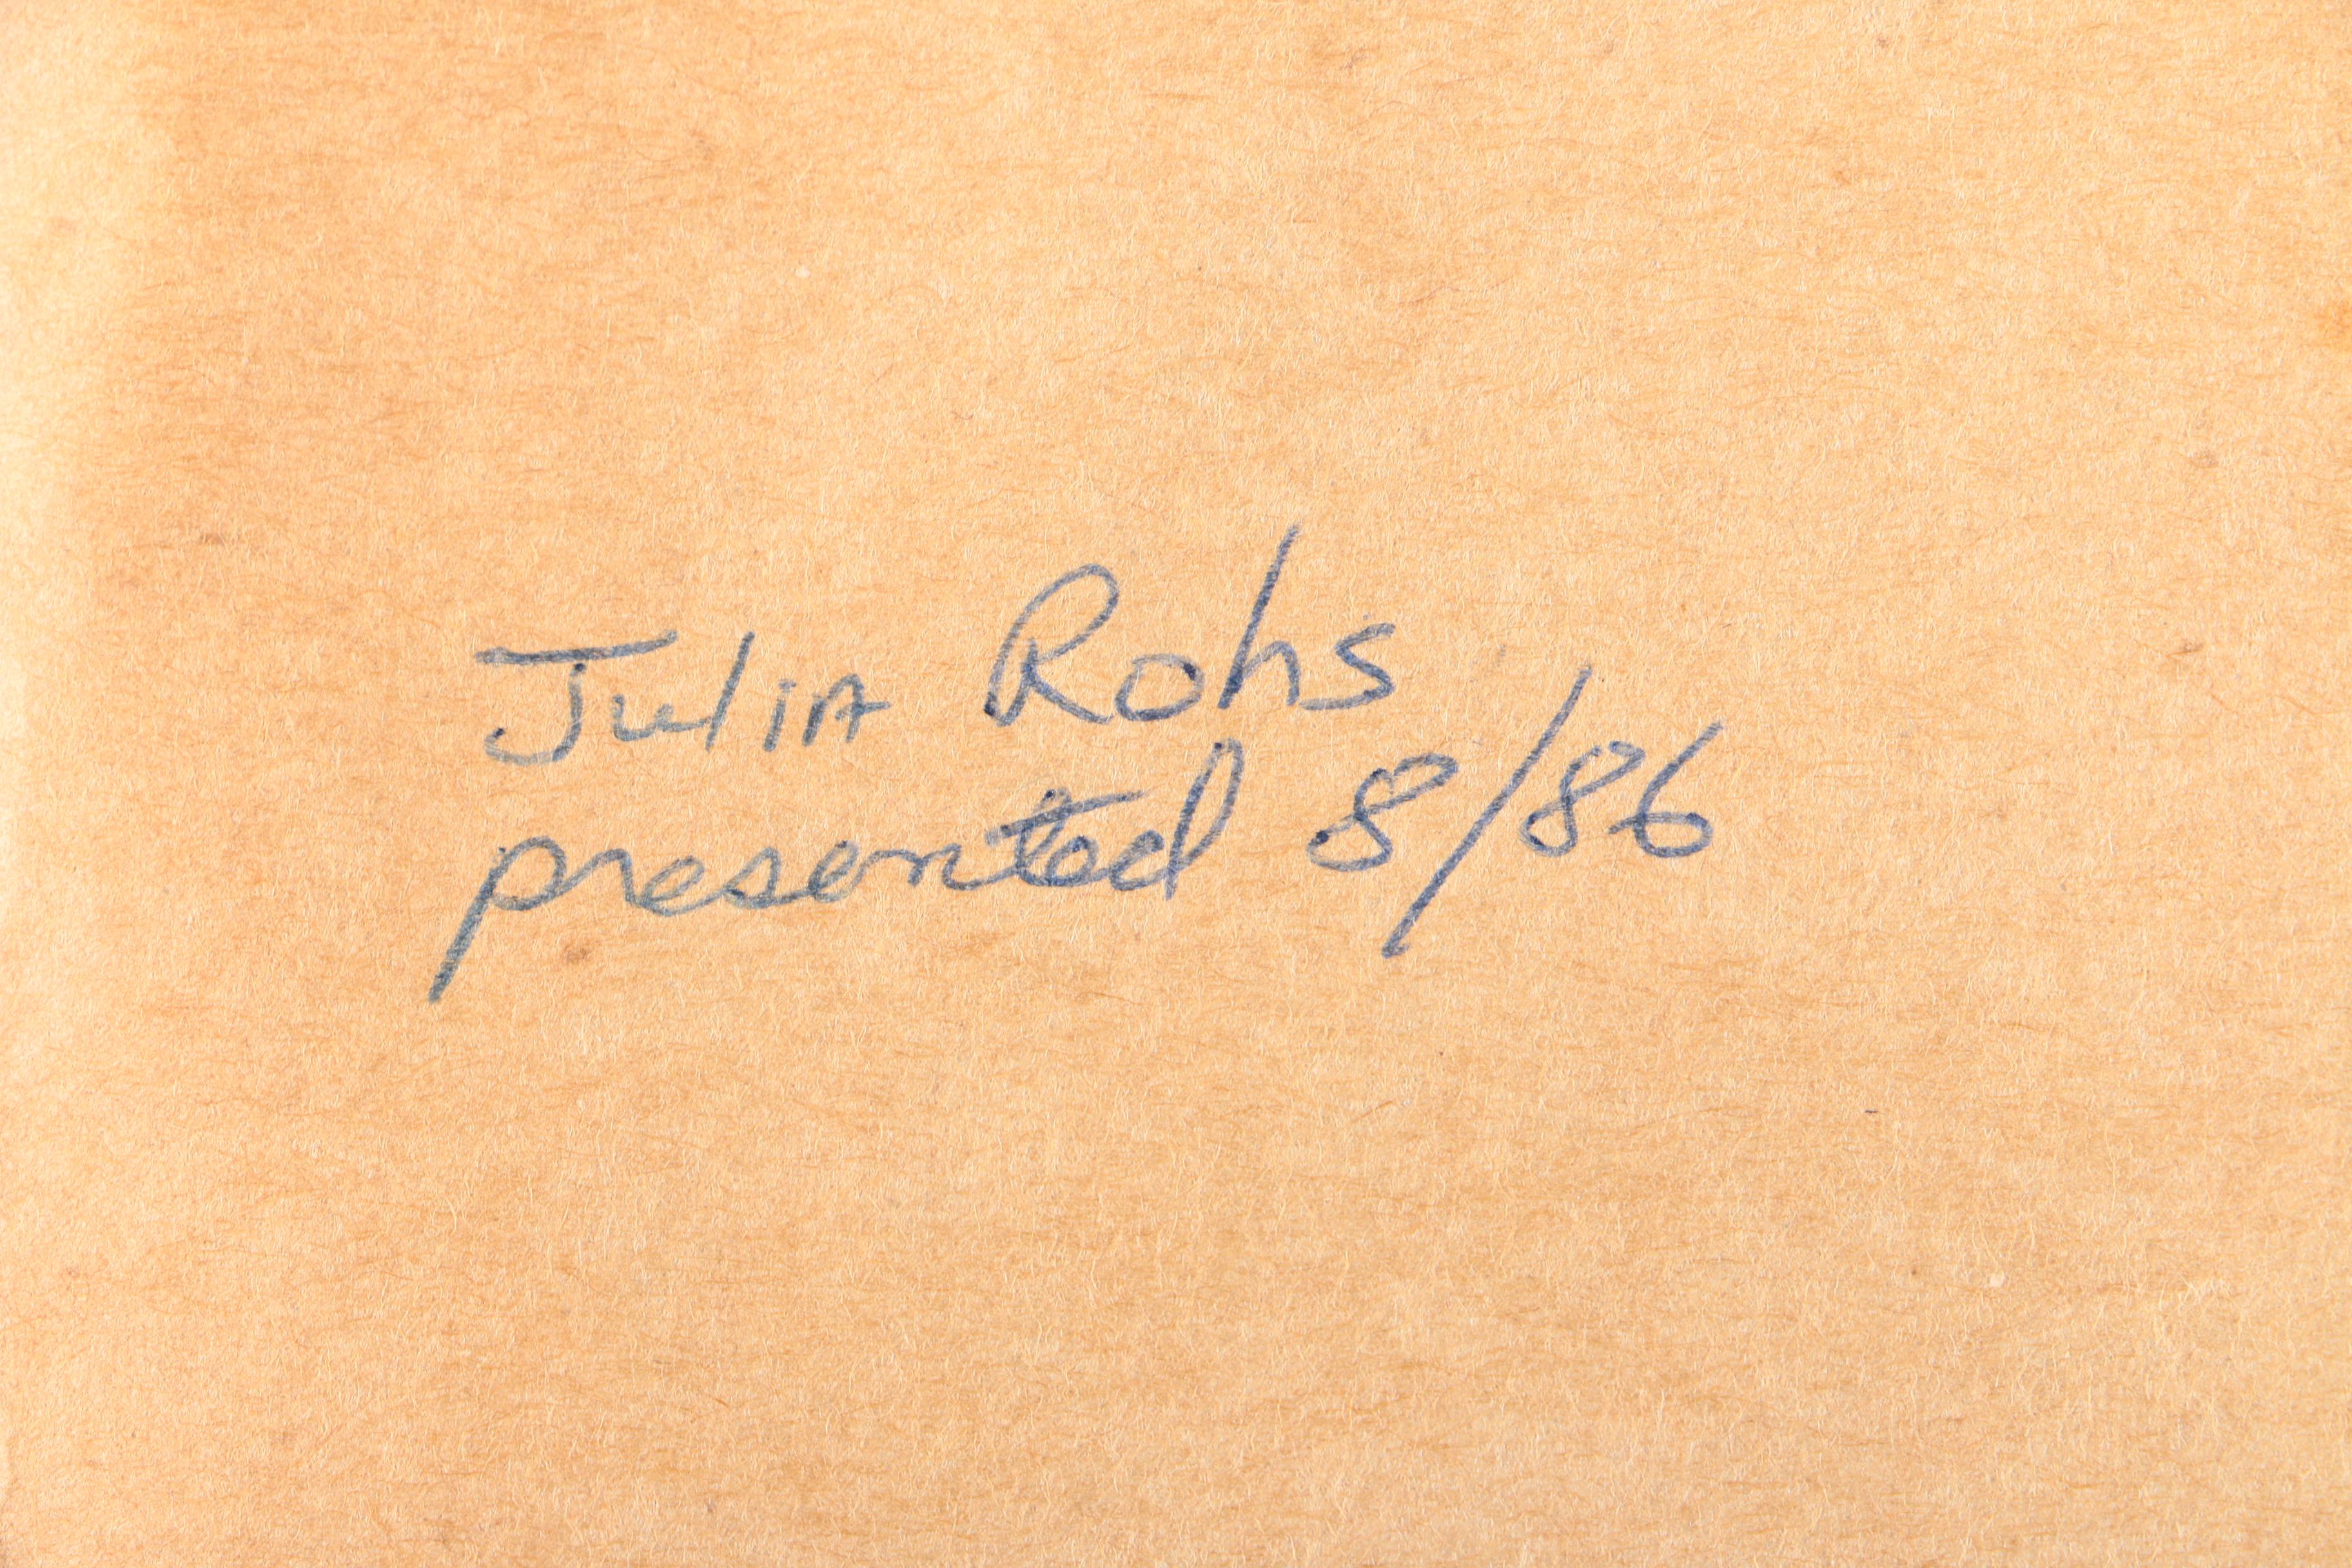 Julia Rohs
presented 8/86